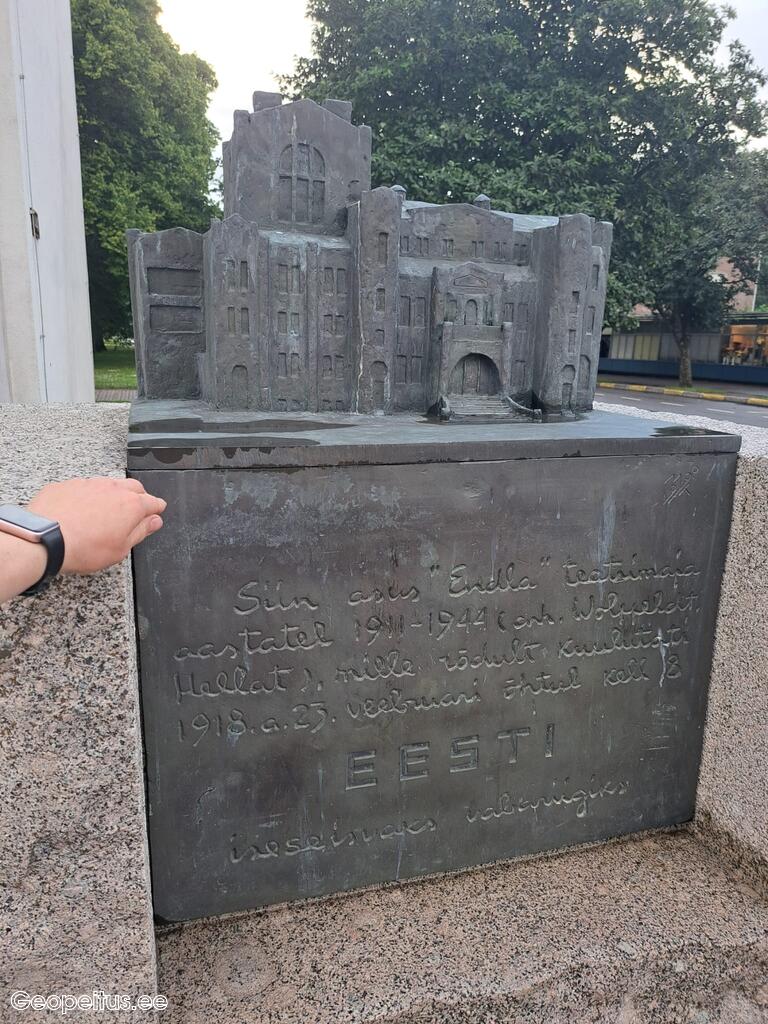 Siin asus "Endla" teatrimaja
aastatel 1911-1944 (arh. Wolfeldt,
Hellat), mille rõdult kuulutati
1918.a. 23. veebruari õhtul kell 8
EESTI
iseseisvaks vabariigiks
Geopeitus.ee